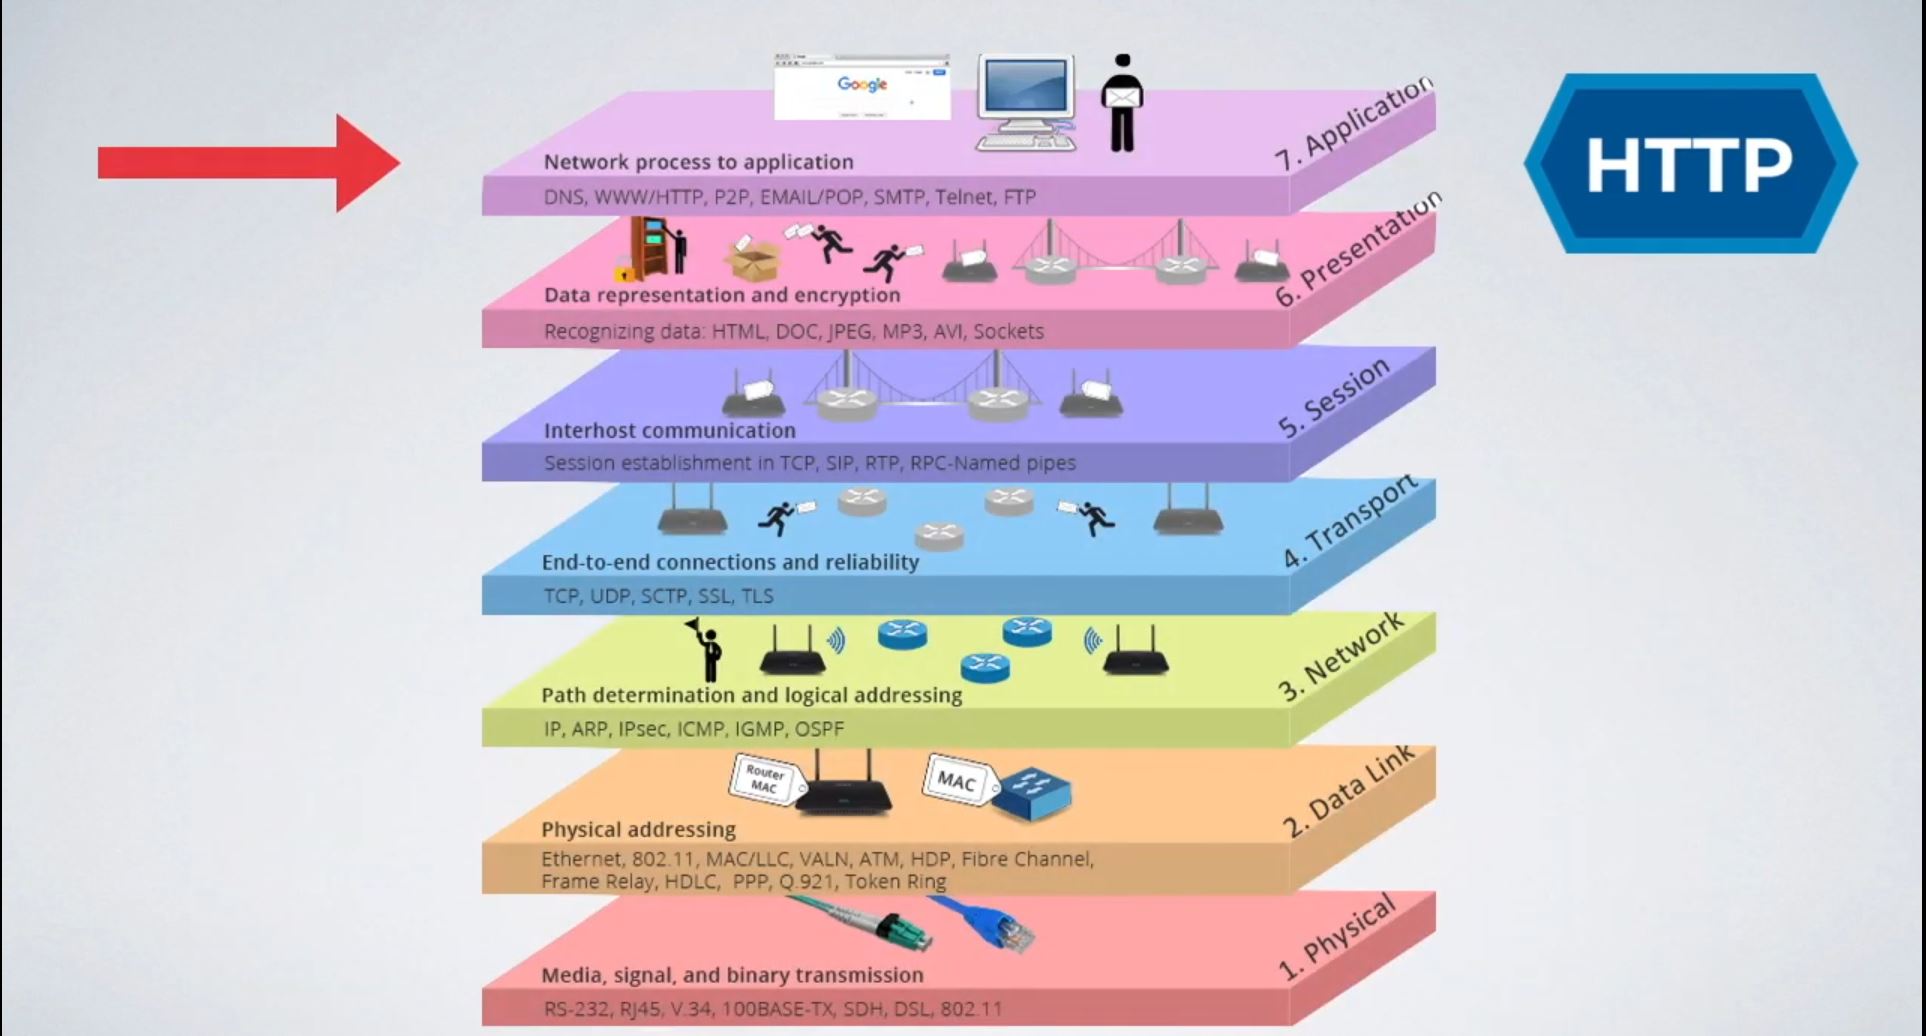 Google
Network process to application
7. Application
HTTP
DNS, WWW/HTTP, P2P, EMAIL/POP, SMTP, Telnet, FTP
Data representation and encryption
6. Presentation
Recognizing data: HTML, DOC, JPEG, MP3, AVI, Sockets
Interhost communication
5. Session
Session establishment in TCP, SIP, RTP, RPC-Named pipes
End-to-end connections and reliability
4. Transport
TCP, UDP, SCTP, SSL, TLS
Path determination and logical addressing
3. Network
IP, ARP, IPsec, ICMP, IGMP, OSPF
Router
MAC
MAC
Physical addressing
2. Data Link
Ethernet, 802.11, MAC/LLC, VALN, ATM, HDP, Fibre Channel,
Frame Relay, HDLC, PPP, Q.921, Token Ring
Media, signal, and binary transmission
1. Physical
RS-232, RJ45, V.34, 100BASE-TX, SDH, DSL, 802.11